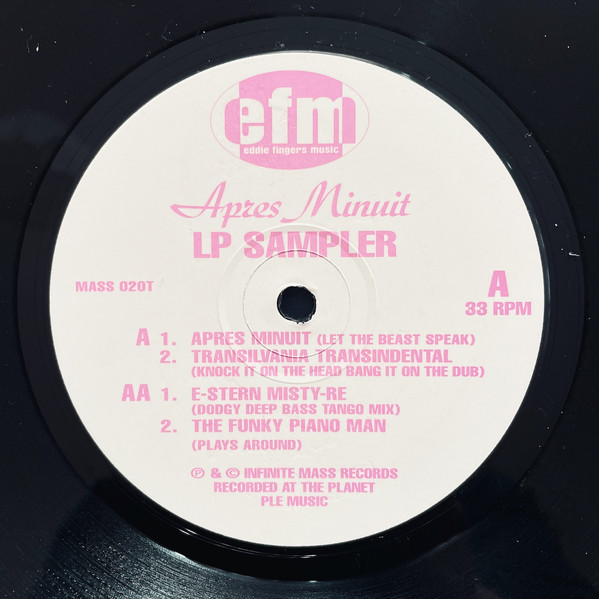 efm
eddie fingers music
Apres Minuit
LP SAMPLER
MASS 020T
A
33 RPM
A 1. APRES MINUIT (LET THE BEAST SPEAK)
2. TRANSILVANIA TRANSINDENTAL
(KNOCK IT ON THE HEAD BANG IT ON THE DUB)
AA 1. E-STERN MISTY-RE
(DODGY DEEP BASS TANGO MIX)
2. THE FUNKY PIANO MAN
(PLAYS AROUND)
℗ & © INFINITE MASS RECORDS
RECORDED AT THE PLANET
PLE MUSIC